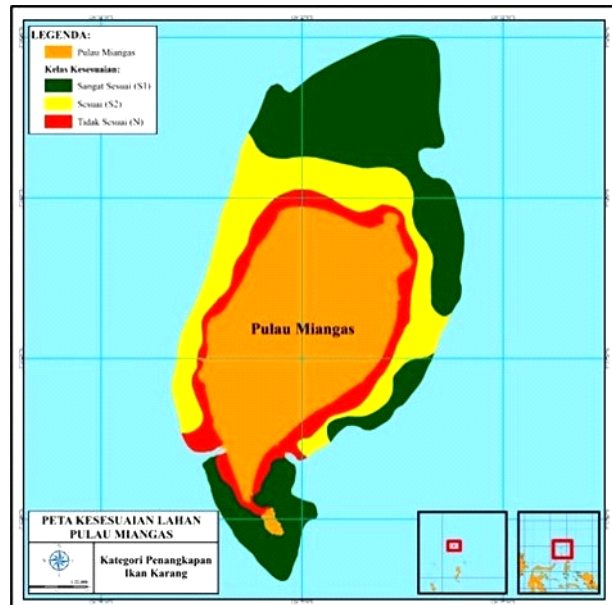 LEGENDA:
Pulau Miangas
Kelas Kesesuaian:
Sangat Sesuai (S1)
Sesuai (S2)
Tidak Sesuai (N)
Pulau Miangas
PETA KESESUAIAN LAHAN
PULAU MIANGAS
Kategori Penangkapan
Ikan Karang